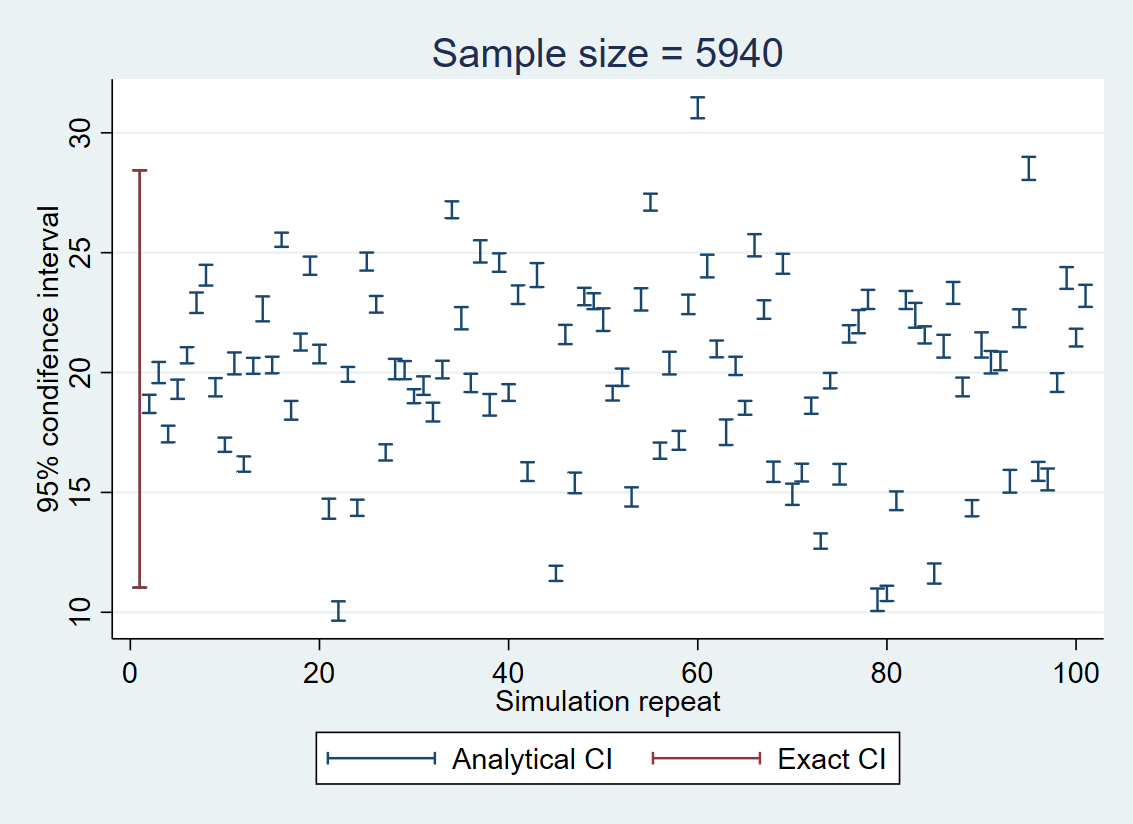 Sample size = 5940
95% condifence interval
30
25
20
15
10
0 20 40 60 80 100
Simulation repeat
Analytical CI Exact CI